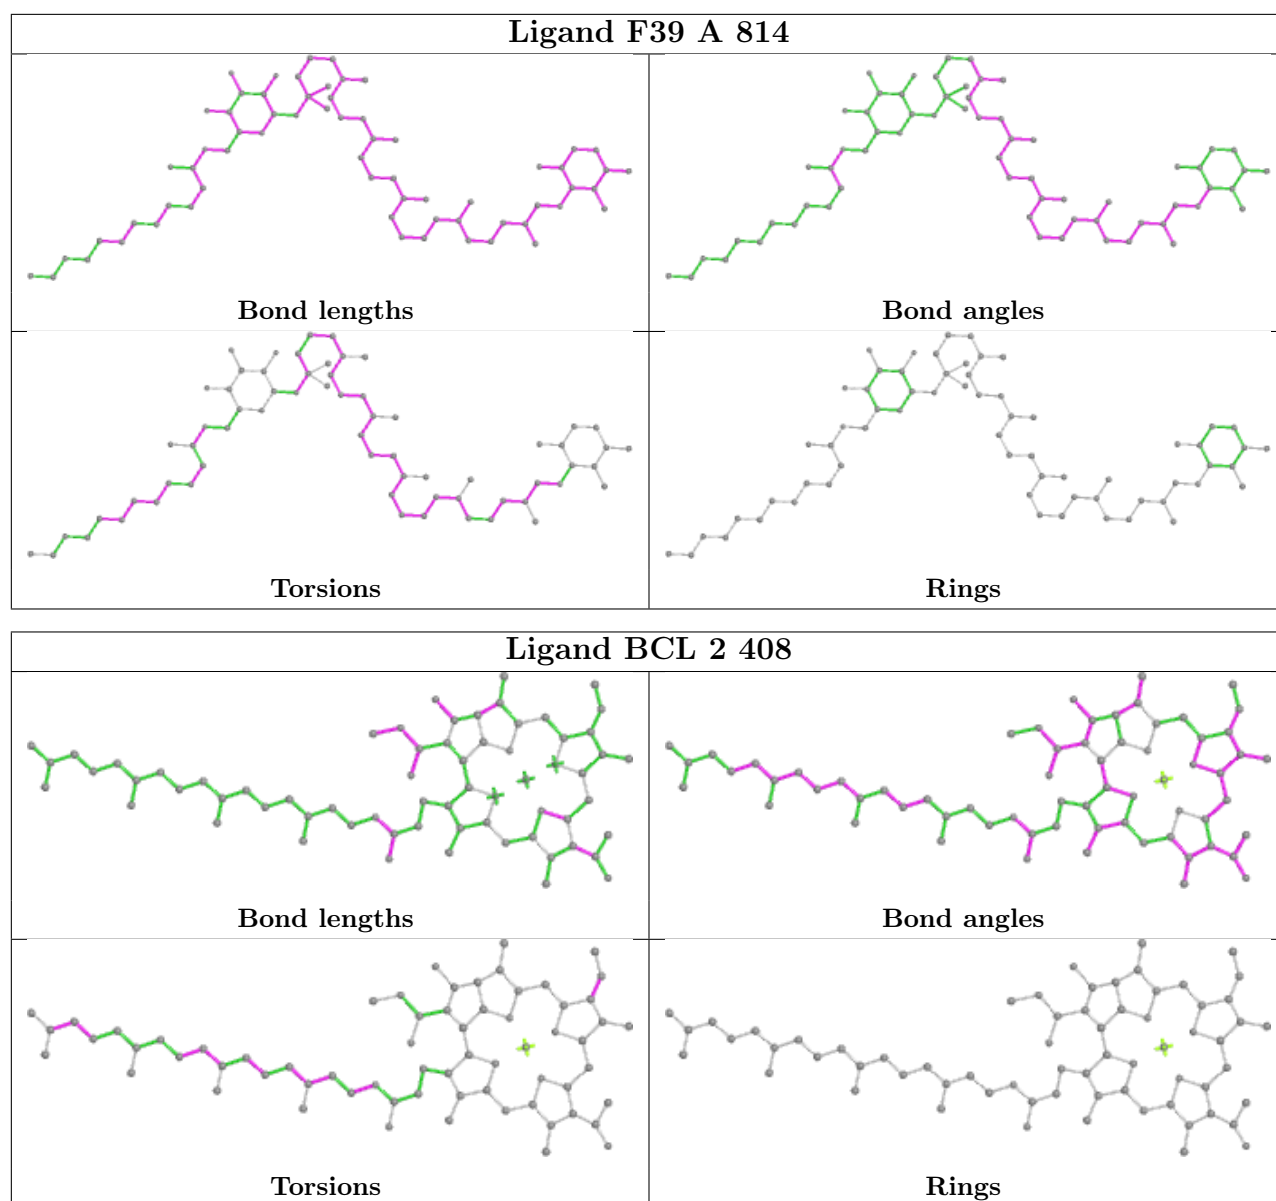 Ligand F39 A 814
Bond lengths
Bond angles
Torsions
Rings
Ligand BCL 2 408
Bond lengths
Bond angles
Torsions
Rings